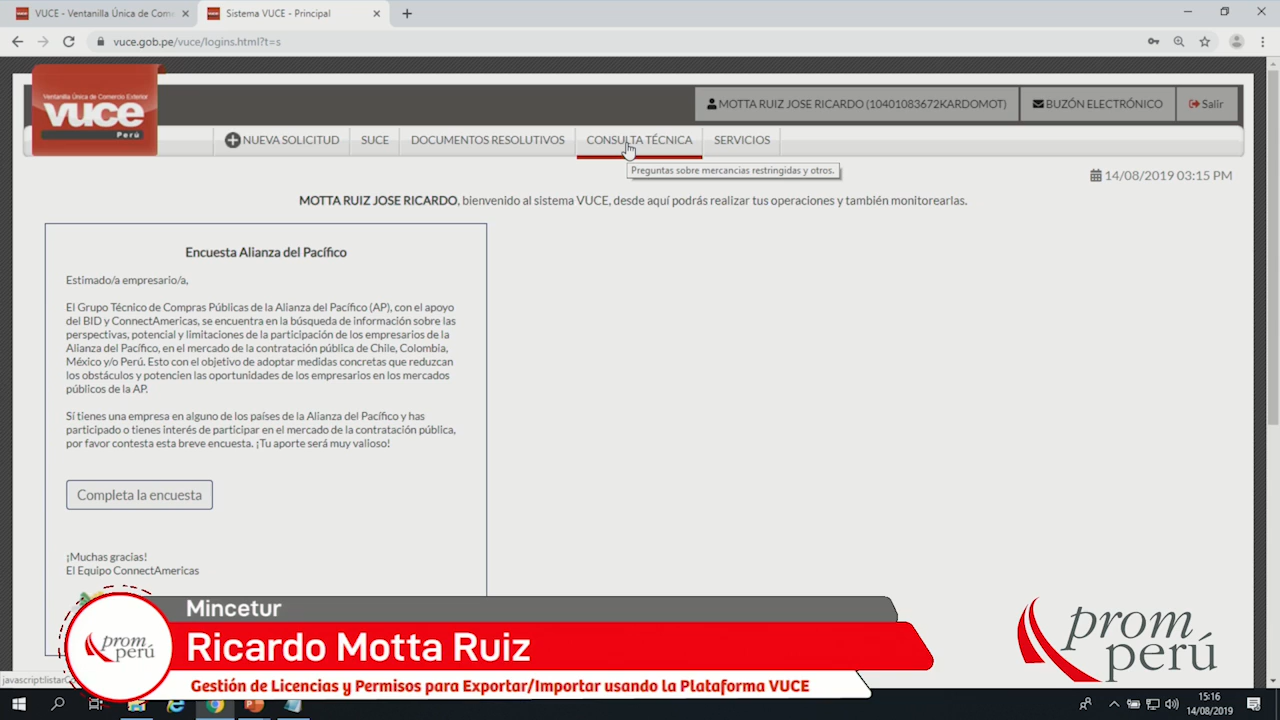 VUCE - Ventanilla Única de Come
Sistema VUCE - Principal
vuce.gob.pe/vuce/logins.html?t=s
Ventanilla Única de Comercio Exterior
vuce
Perú
MOTTA RUIZ JOSE RICARDO (10401083672KARDOMOT)
BUZÓN ELECTRÓNICO
Salir
NUEVA SOLICITUD
SUCE
DOCUMENTOS RESOLUTIVOS
CONSULTA TÉCNICA
SERVICIOS
Preguntas sobre mercancias restringidas y otros.
14/08/2019 03:15 PM
MOTTA RUIZ JOSE RICARDO, bienvenido al sistema VUCE, desde aquí podrás realizar tus operaciones y también monitorearlas.
Encuesta Alianza del Pacífico
Estimado/a empresario/a,
El Grupo Técnico de Compras Públicas de la Alianza del Pacífico (AP), con el apoyo
del BID y ConnectAmericas, se encuentra en la búsqueda de información sobre las
perspectivas, potencial y limitaciones de la participación de los empresarios de la
Alianza del Pacífico, en el mercado de la contratación pública de Chile, Colombia,
México y/o Perú. Esto con el objetivo de adoptar medidas concretas que reduzcan
los obstáculos y potencien las oportunidades de los empresarios en los mercados
públicos de la AP.
Sí tienes una empresa en alguno de los países de la Alianza del Pacífico y has
participado o tienes interés de participar en el mercado de la contratación pública,
por favor contesta esta breve encuesta. ¡Tu aporte será muy valioso!
Completa la encuesta
¡Muchas gracias!
El Equipo ConnectAmericas
Mincetur
Ricardo Motta Ruiz
Gestión de Licencias y Permisos para Exportar/Importar usando la Plataforma VUCE
prom
perú
prom
perú
15:16
14/08/2019